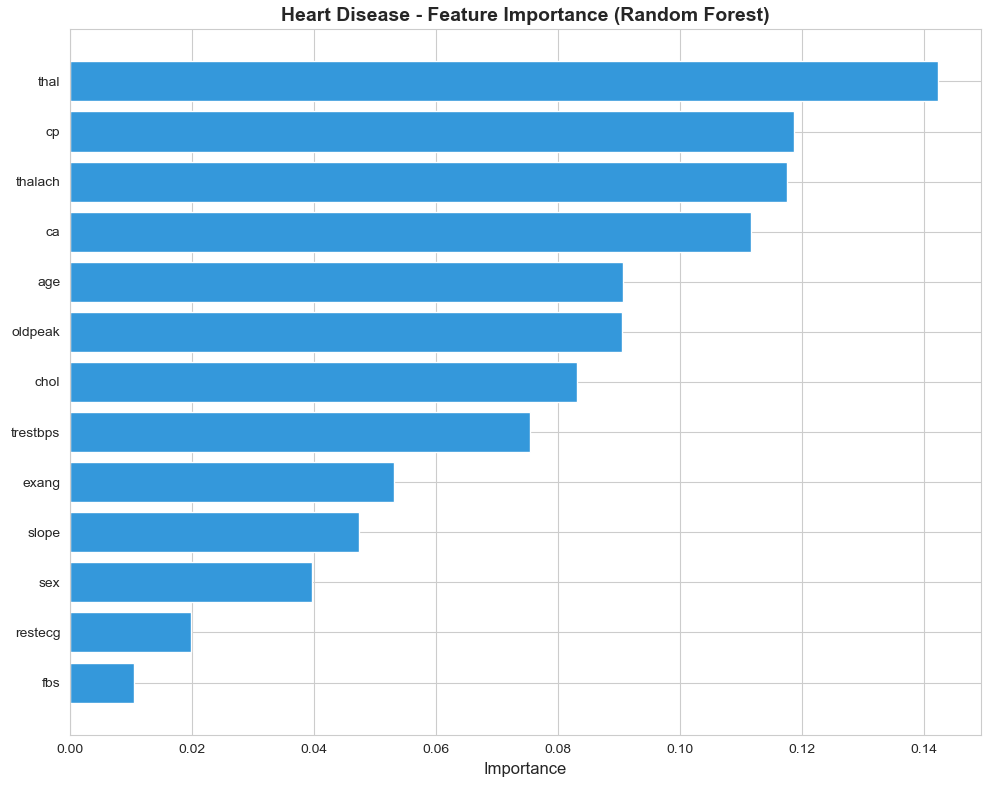 Heart Disease - Feature Importance (Random Forest)
thal
cp
thalach
ca
age
oldpeak
chol
trestbps
exang
slope
sex
restecg
fbs
0.00 0.02 0.04 0.06 0.08 0.10 0.12 0.14
Importance